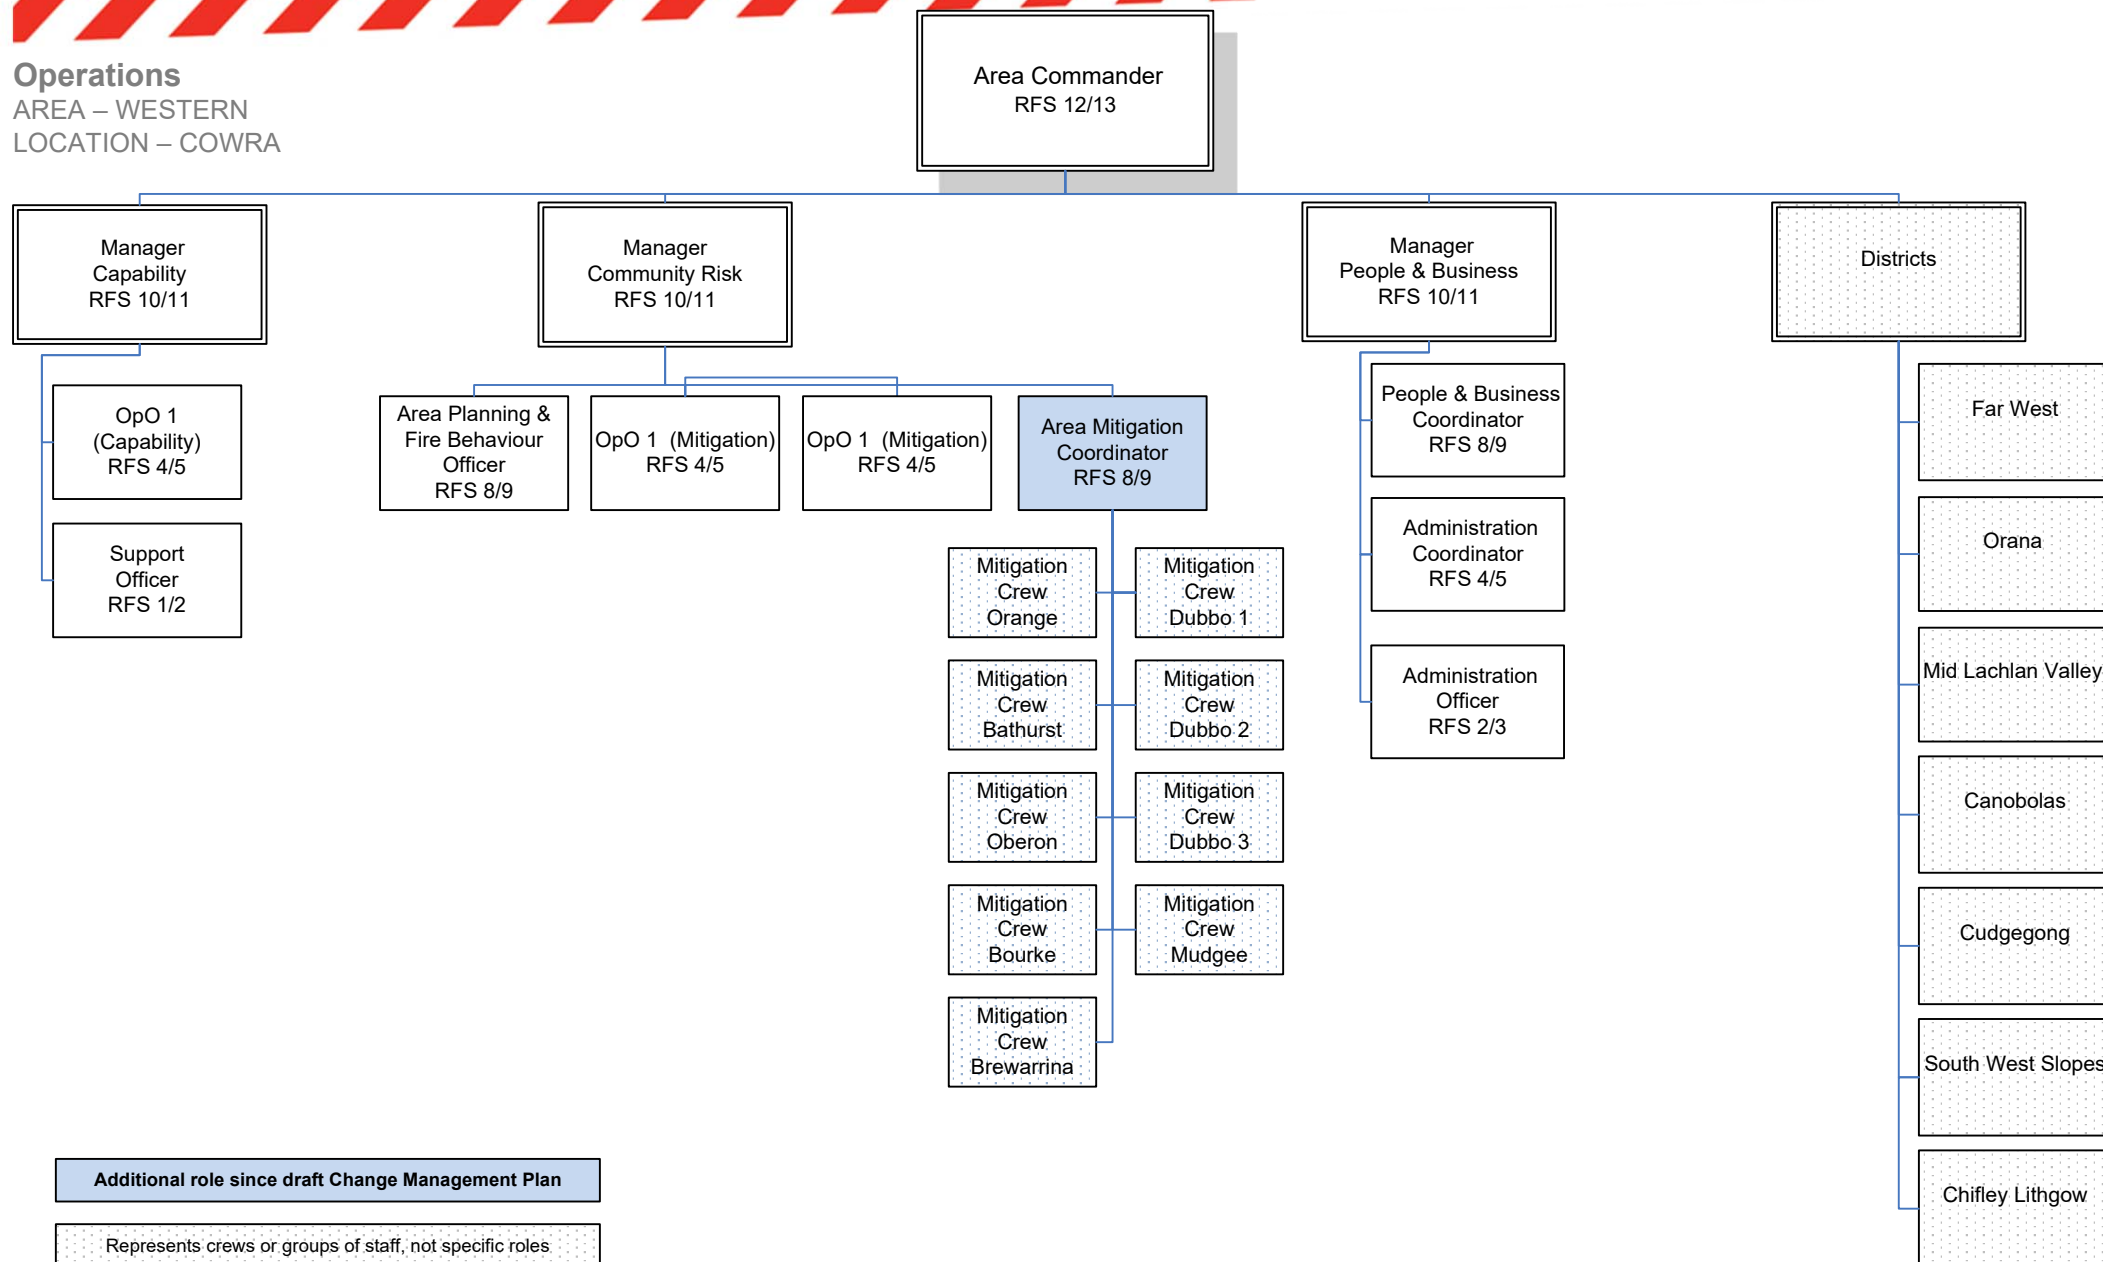 Operations
AREA – WESTERN
LOCATION – COWRA
Area Commander
RFS 12/13
Manager
Capability
RFS 10/11
Manager
Community Risk
RFS 10/11
Manager
People & Business
RFS 10/11
Districts
OpO 1
(Capability)
RFS 4/5
Support
Officer
RFS 1/2
Area Planning &
Fire Behaviour
Officer
RFS 8/9
OpO 1 (Mitigation)
RFS 4/5
OpO 1 (Mitigation)
RFS 4/5
Area Mitigation
Coordinator
RFS 8/9
Mitigation
Crew
Orange
Mitigation
Crew
Dubbo 1
Mitigation
Crew
Bathurst
Mitigation
Crew
Dubbo 2
Mitigation
Crew
Oberon
Mitigation
Crew
Dubbo 3
Mitigation
Crew
Bourke
Mitigation
Crew
Mudgee
Mitigation
Crew
Brewarrina
People & Business
Coordinator
RFS 8/9
Administration
Coordinator
RFS 4/5
Administration
Officer
RFS 2/3
Far West
Orana
Mid Lachlan Valley
Canobolas
Cudgegong
South West Slopes
Chifley Lithgow
Additional role since draft Change Management Plan
Represents crews or groups of staff, not specific roles